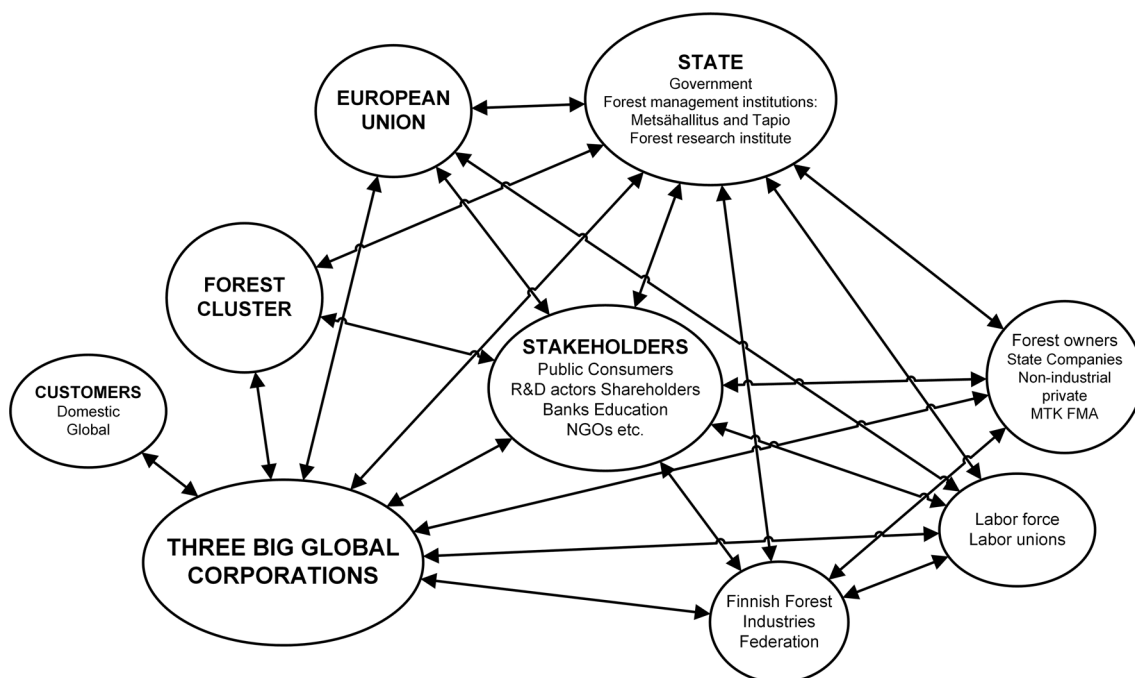 STATE
Government
Forest management institutions:
Metsähallitus and Tapio
Forest research institute
EUROPEAN
UNION
FOREST
CLUSTER
STAKEHOLDERS
Public Consumers
R&D actors Shareholders
Banks Education
NGOs etc.
Forest owners
State Companies
Non-industrial
private
MTK FMA
CUSTOMERS
Domestic
Global
THREE BIG GLOBAL
CORPORATIONS
Labor force
Labor unions
Finnish Forest
Industries
Federation